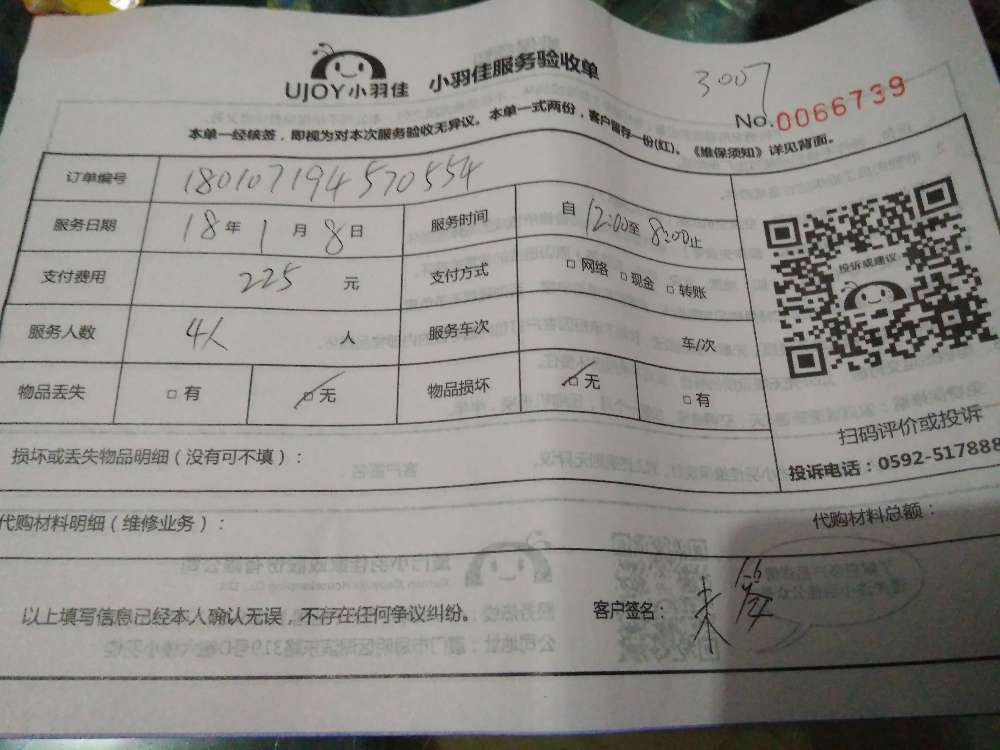 UJOY小羽佳 小羽佳服务验收单
3007
No.0066739
本单一经核签，即视为对本次服务验收无异议。本单一式两份，客户留存一份(红)。《维保须知》详见背面。
订单编号 180107194570554
服务日期 18年1月8日 服务时间 自12:00至8:00止
支付费用 225 元 支付方式 □网络 □现金 □转账
服务人数 4人 人 服务车次 车/次
物品丢失 □有 □无 物品损坏 □无 □有
投诉或建议
扫码评价或投诉
投诉电话：0592-517888
损坏或丢失物品明细（没有可不填）：
代购材料明细（维修业务）： 代购材料总额：
以上填写信息已经本人确认无误，不存在任何争议纠纷。 客户签名：